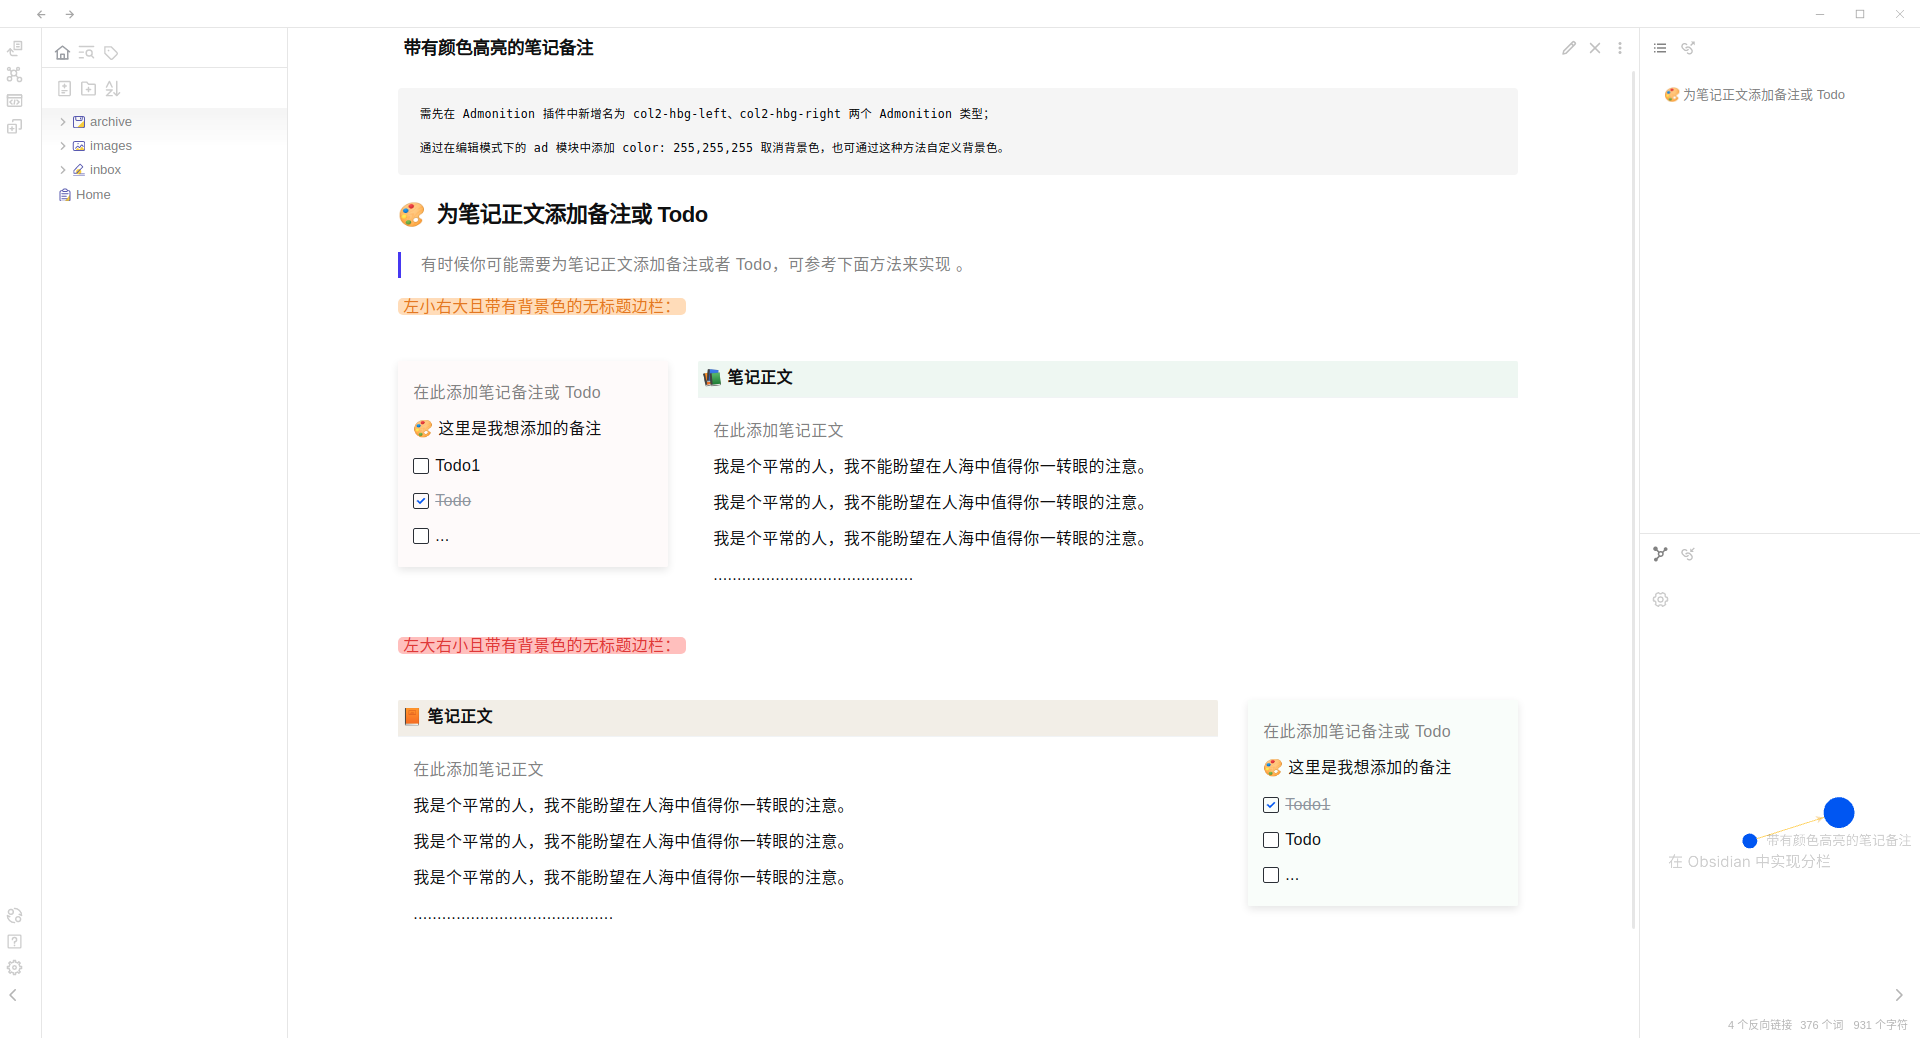 archive
images
inbox
Home
带有颜色高亮的笔记备注
需先在 Admonition 插件中新增名为 col2-hbg-left、col2-hbg-right 两个 Admonition 类型；
通过在编辑模式下的 ad 模块中添加 color: 255,255,255 取消背景色，也可通过这种方法自定义背景色。
🎨 为笔记正文添加备注或 Todo
有时候你可能需要为笔记正文添加备注或者 Todo，可参考下面方法来实现 。
左小右大且带有背景色的无标题边栏：
在此添加笔记备注或 Todo
🎨 这里是我想添加的备注
Todo1
Todo
...
📚 笔记正文
在此添加笔记正文
我是个平常的人，我不能盼望在人海中值得你一转眼的注意。
我是个平常的人，我不能盼望在人海中值得你一转眼的注意。
我是个平常的人，我不能盼望在人海中值得你一转眼的注意。
..........................................
左大右小且带有背景色的无标题边栏：
📙 笔记正文
在此添加笔记正文
我是个平常的人，我不能盼望在人海中值得你一转眼的注意。
我是个平常的人，我不能盼望在人海中值得你一转眼的注意。
我是个平常的人，我不能盼望在人海中值得你一转眼的注意。
..........................................
在此添加笔记备注或 Todo
🎨 这里是我想添加的备注
Todo1
Todo
...
🎨 为笔记正文添加备注或 Todo
带有颜色高亮的笔记备注
在 Obsidian 中实现分栏
4 个反向链接 376 个词 931 个字符